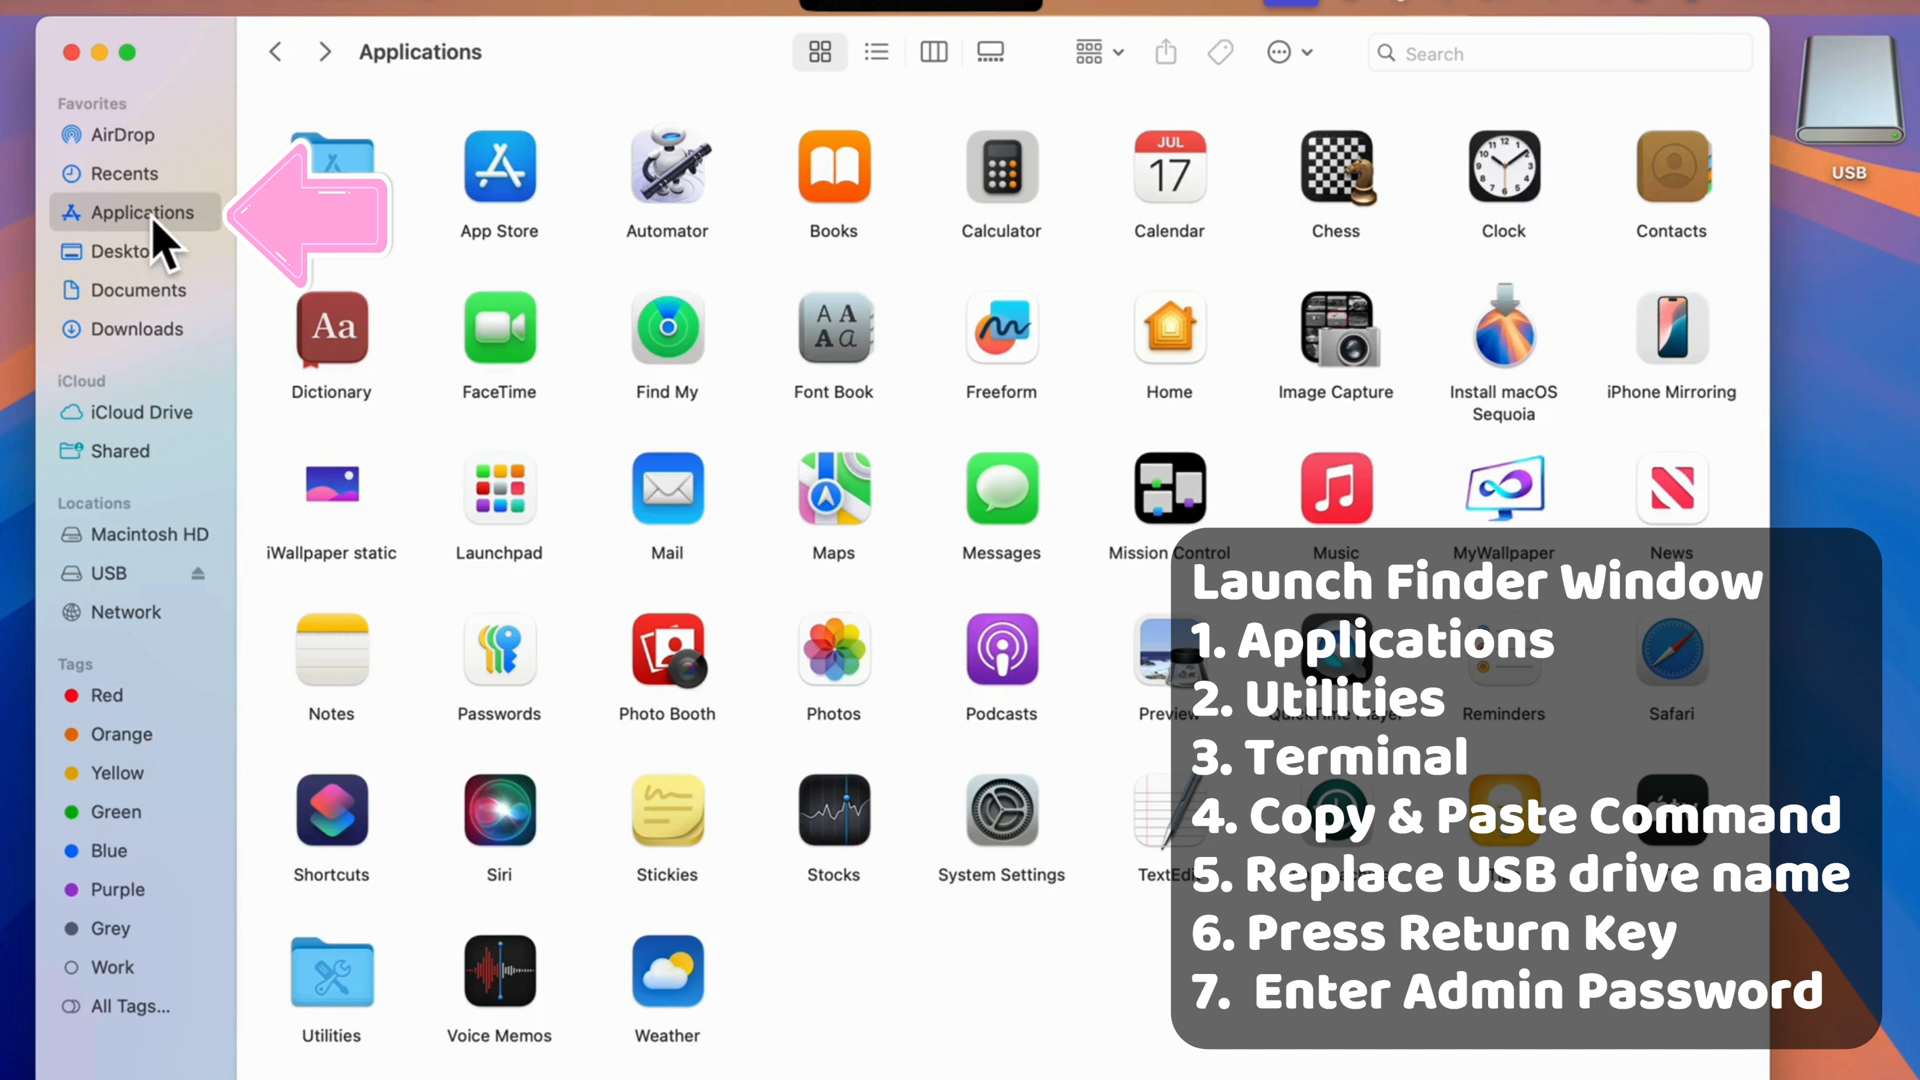 Applications
Search
Favorites
AirDrop
Recents
Applications
Deskto
Documents
Downloads
iCloud
iCloud Drive
Shared
Locations
Macintosh HD
USB
Network
Tags
Red
Orange
Yellow
Green
Blue
Purple
Grey
Work
All Tags...
App Store
Automator
Books
Calculator
JUL
17
Calendar
Chess
Clock
Contacts
Aa
Dictionary
FaceTime
Find My
Font Book
Freeform
Home
Image Capture
Install macOS
Sequoia
iPhone Mirroring
iWallpaper static
Launchpad
Mail
Maps
Messages
Mission Control
Music
MyWallpaper
News
Notes
Passwords
Photo Booth
Photos
Podcasts
Preview
QuickTime Player
Reminders
Safari
Shortcuts
Siri
Stickies
Stocks
System Settings
TextEdit
Utilities
Voice Memos
Weather
USB
Launch Finder Window
1. Applications
2. Utilities
3. Terminal
4. Copy & Paste Command
5. Replace USB drive name
6. Press Return Key
7. Enter Admin Password